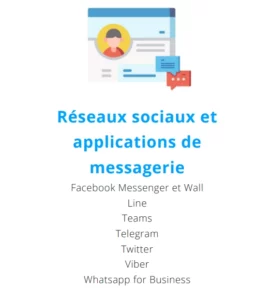 Réseaux sociaux et
applications de
messagerie
Facebook Messenger et Wall
Line
Teams
Telegram
Twitter
Viber
Whatsapp for Business